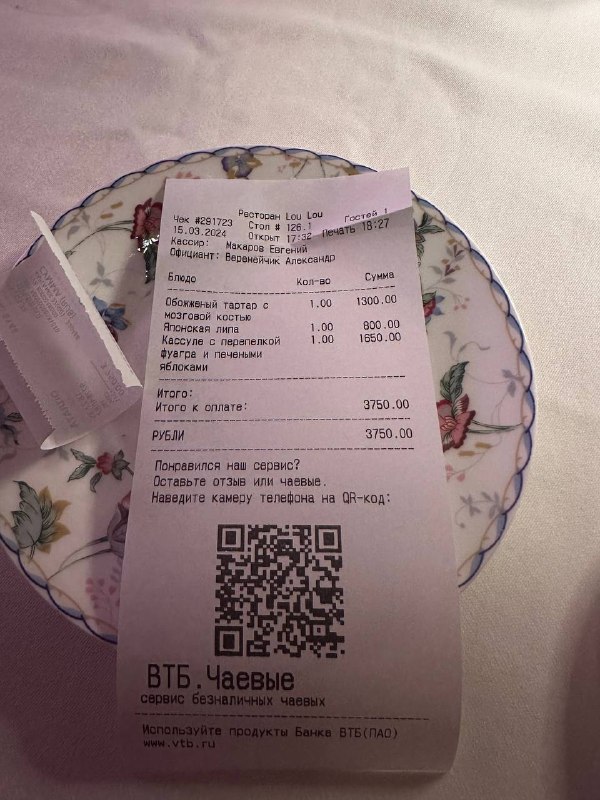 Ресторан Lou Lou
Чек #291723 Стол # 126.1 Гостей 1
15.03.2024 Открыт 17:32 Печать 18:27
Кассир: Макаров Евгений
Официант: Веремейчик Александр
Блюдо Кол-во Сумма
Обожженый тартар с 1.00 1300.00
мозговой костью
Японская липа 1.00 800.00
Кассуле с перепелкой 1.00 1650.00
фуагра и печеными
яблоками
Итого:
Итого к оплате: 3750.00
РУБЛИ 3750.00
Понравился наш сервис?
Оставьте отзыв или чаевые.
Наведите камеру телефона на QR-код:
ВТБ.Чаевые
сервис безналичных чаевых
Используйте продукты Банка ВТБ(ПАО)
www.vtb.ru